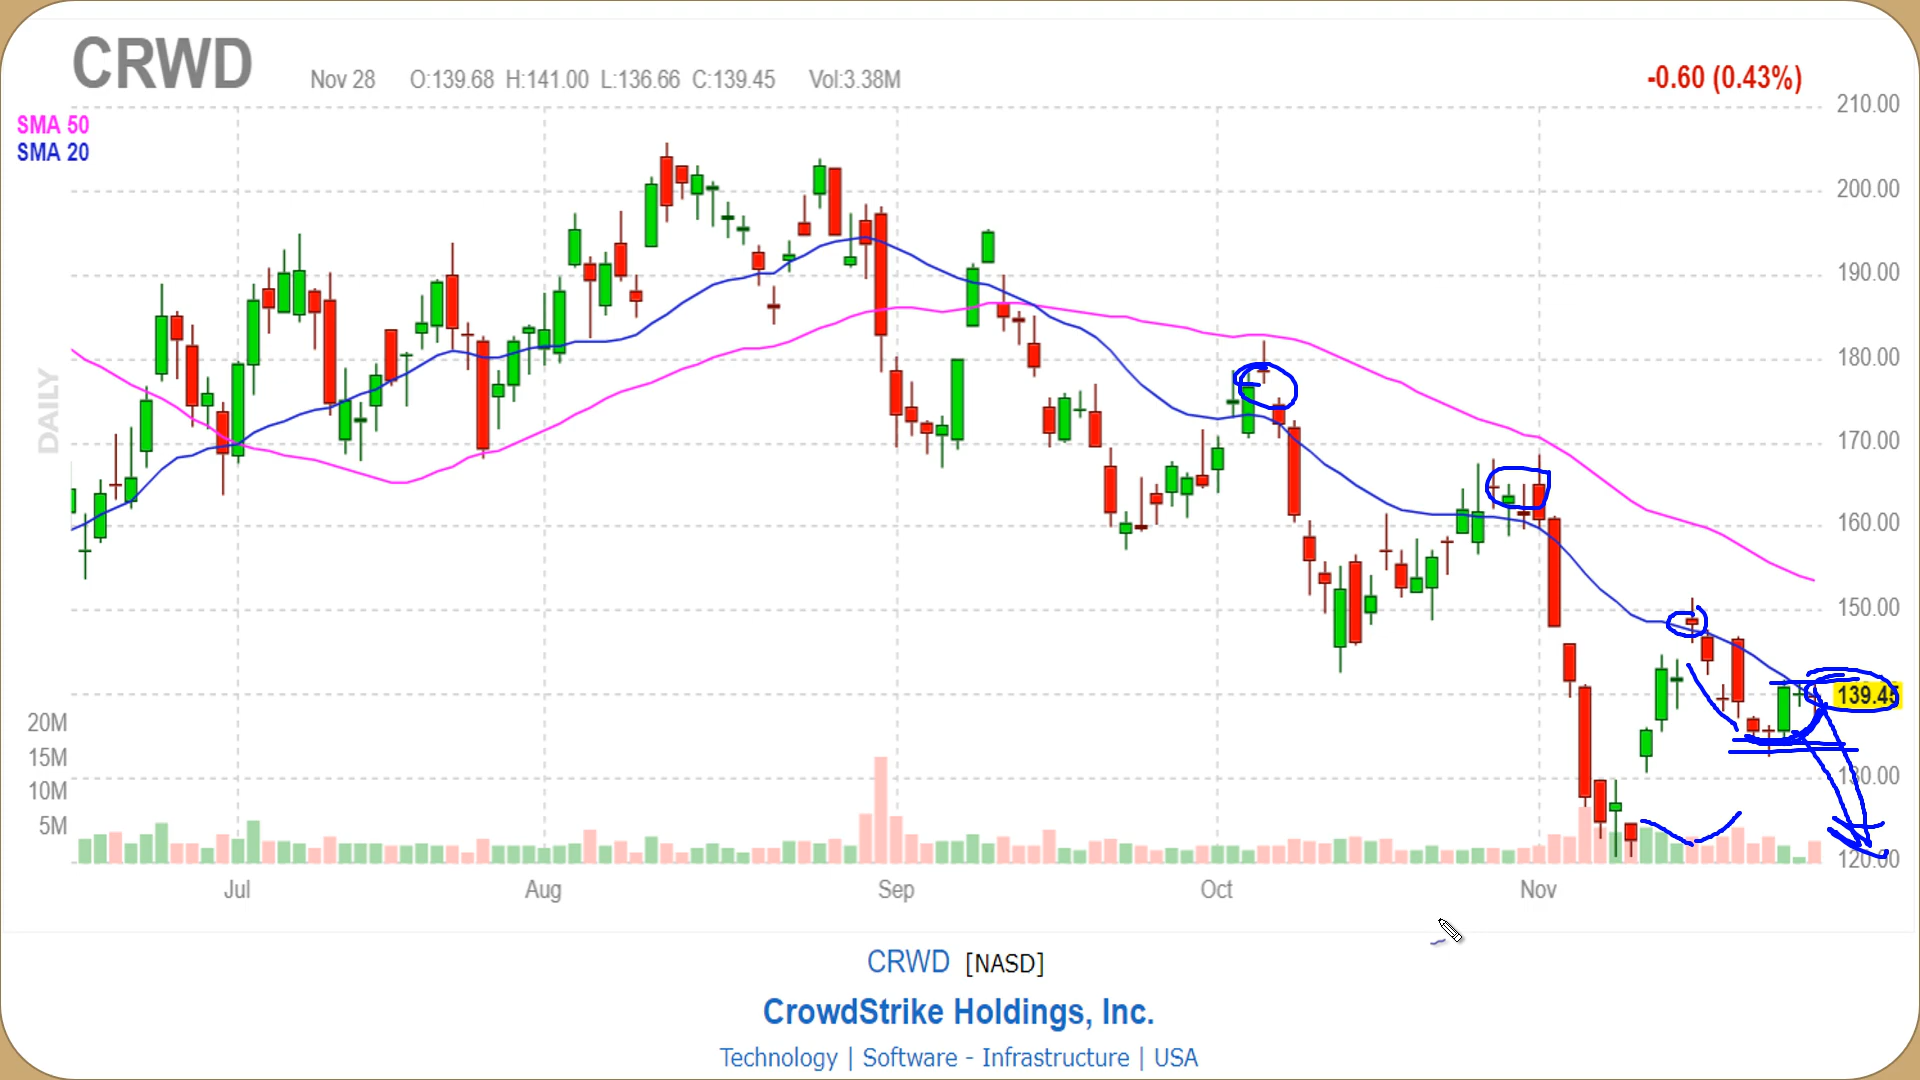 CRWD
Nov 28 O:139.68 H:141.00 L:136.66 C:139.45 Vol:3.38M
-0.60 (0.43%)
SMA 50
SMA 20
DAILY
210.00
200.00
190.00
180.00
170.00
160.00
150.00
139.45
130.00
120.00
20M
15M
10M
5M
Jul Aug Sep Oct Nov
CRWD [NASD]
CrowdStrike Holdings, Inc.
Technology | Software - Infrastructure | USA